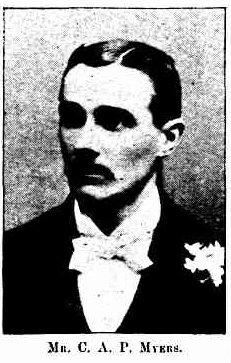 Mr. C. A. P. Myers.